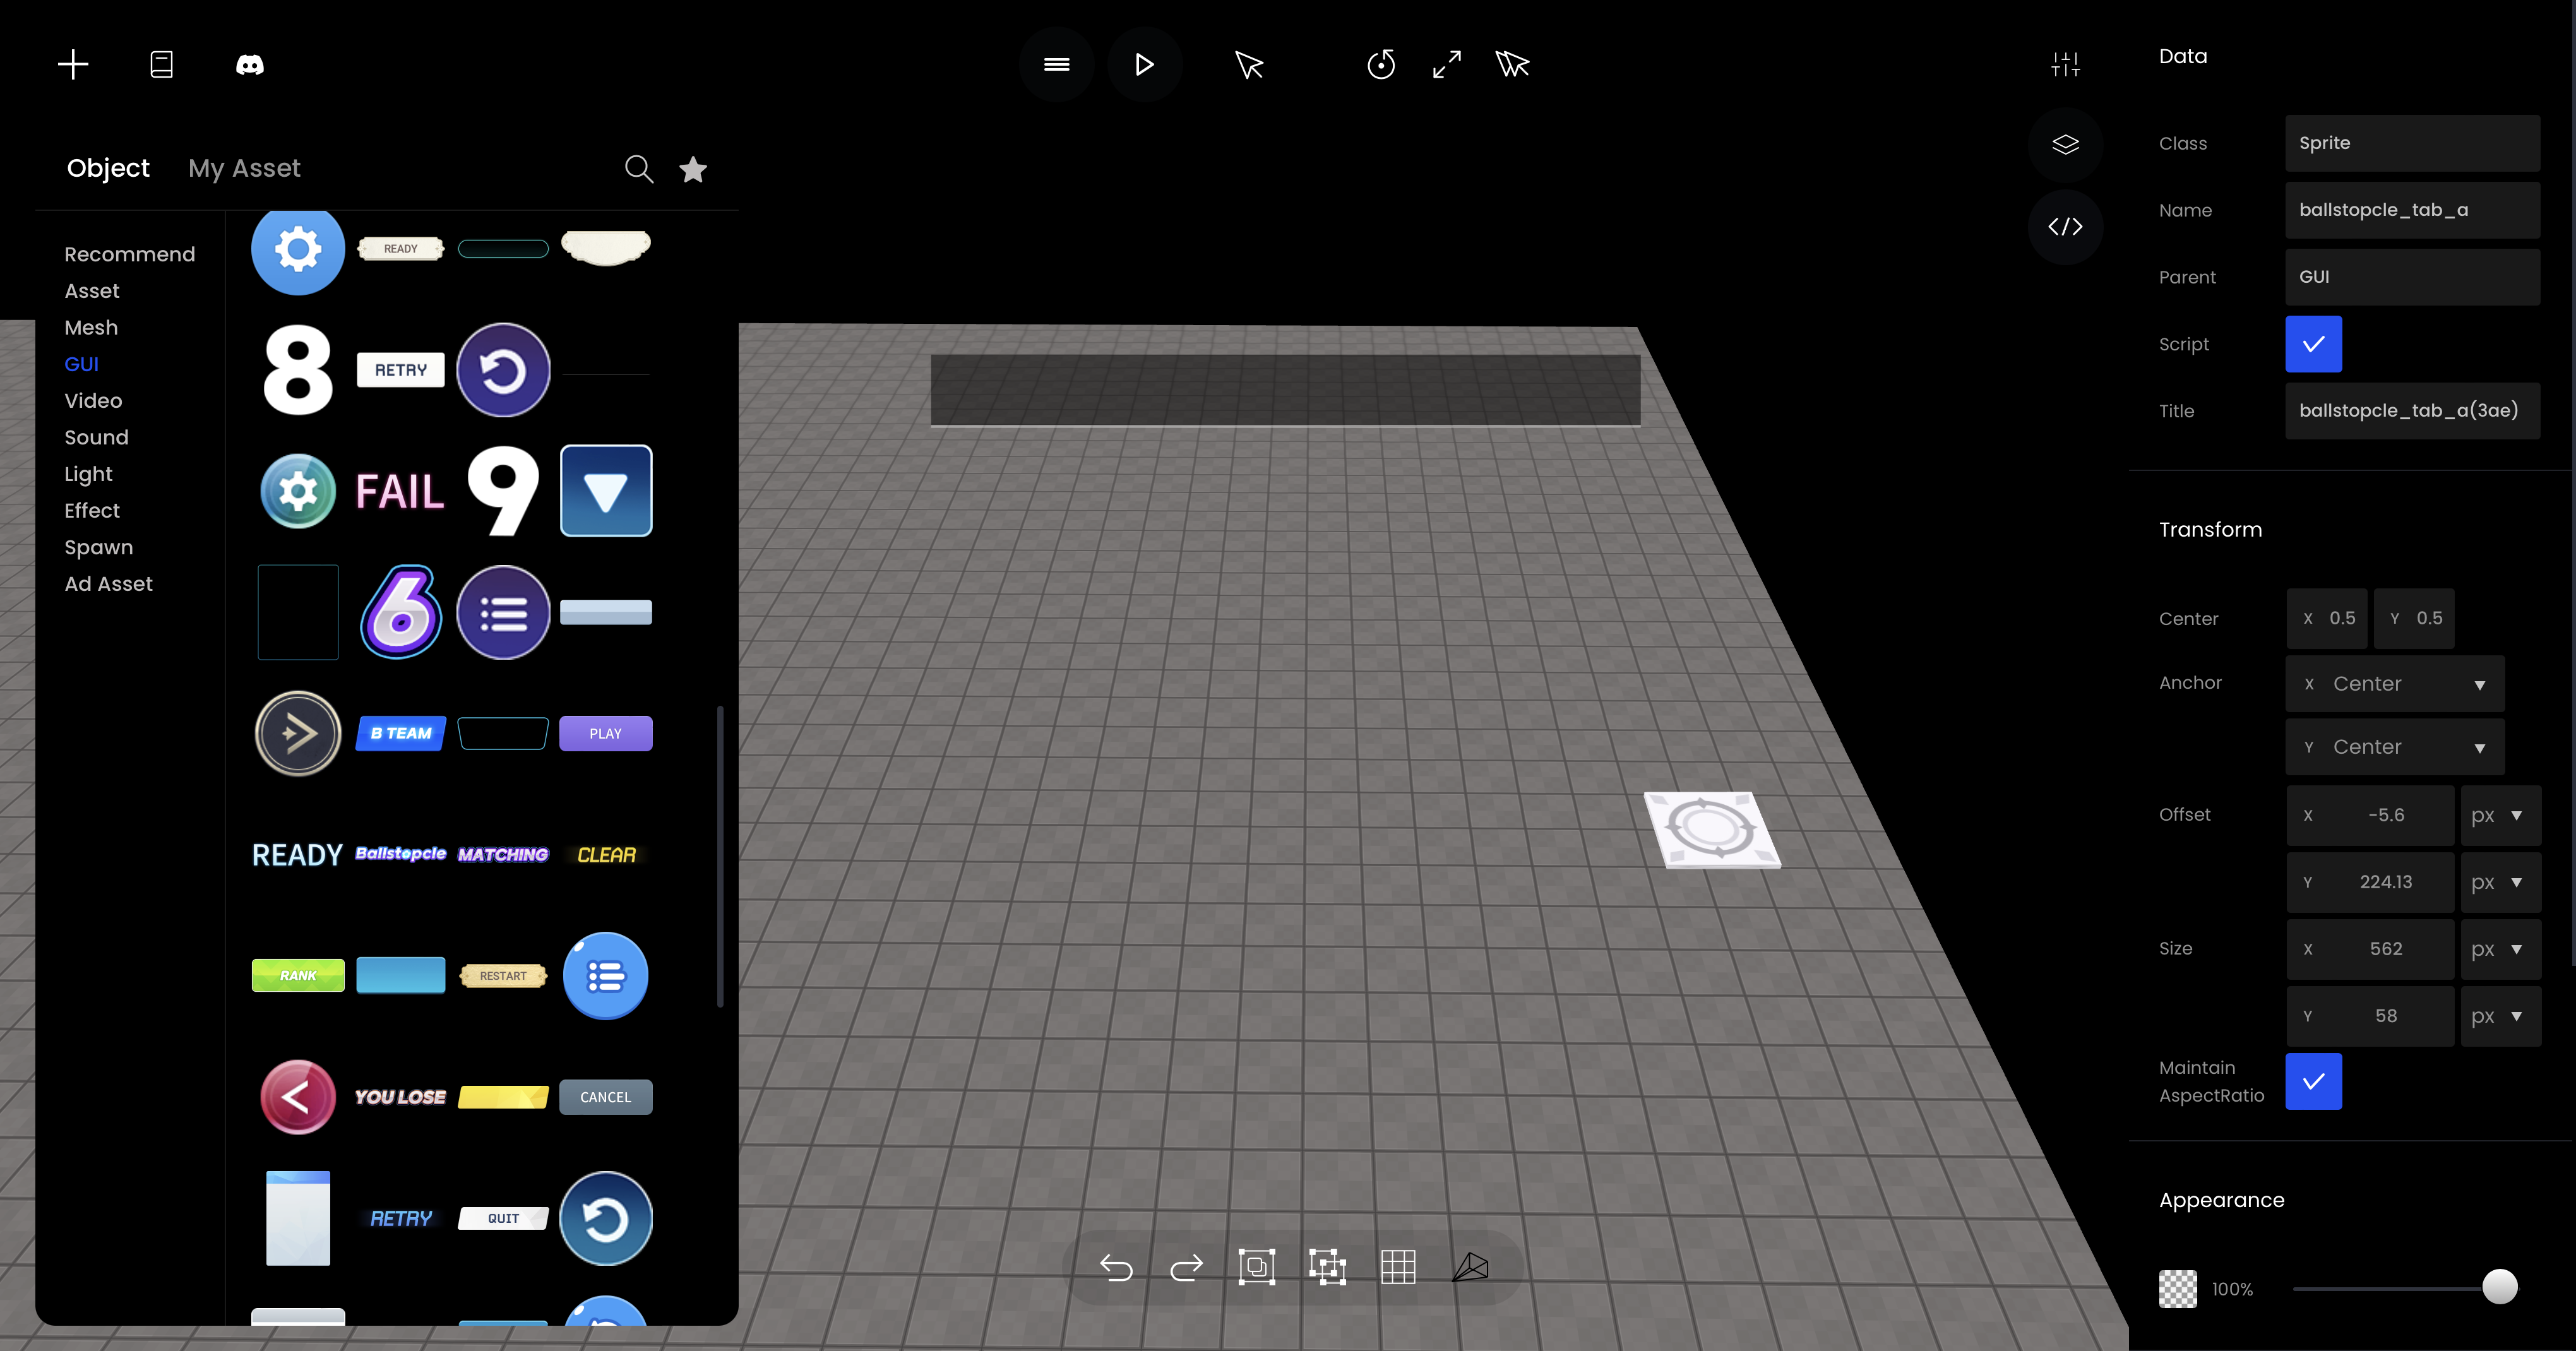 Object My Asset
Recommend
Asset
Mesh
GUI
Video
Sound
Light
Effect
Spawn
Ad Asset
READY
8 RETRY
FAIL 9
6
B TEAM PLAY
READY Ballstopcle MATCHING CLEAR
RANK RESTART
YOU LOSE CANCEL
RETRY QUIT
Data
Class Sprite
Name ballstopcle_tab_a
Parent GUI
Script
Title ballstopcle_tab_a(3ae)
Transform
Center X 0.5 Y 0.5
Anchor X Center
Y Center
Offset X -5.6 px
Y 224.13 px
Size X 562 px
Y 58 px
Maintain
AspectRatio
Appearance
100%